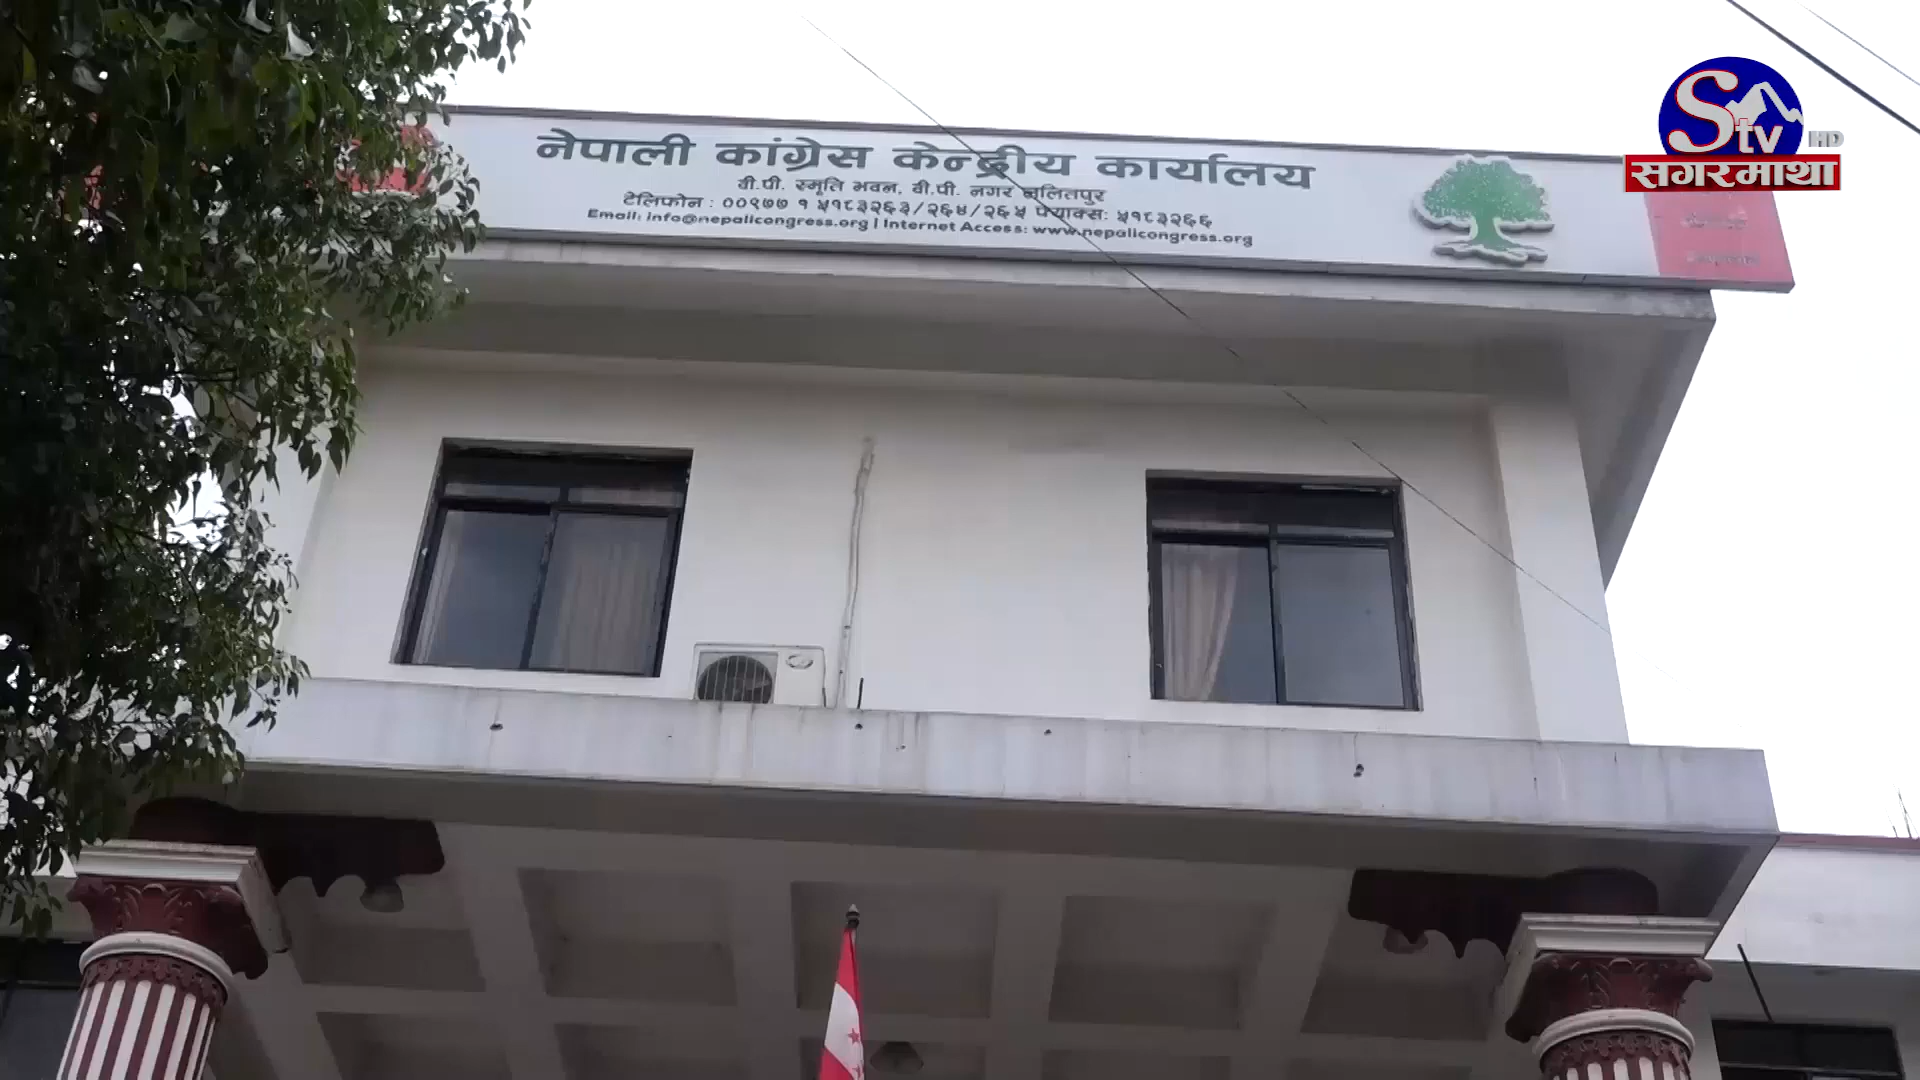 नेपाली कांग्रेस केन्द्रीय कार्यालय
वी.पी. स्मृति भवन, वी.पी. नगर ललितपुर
टेलिफोन : ००९७७ १ ५१८३२६३/२६४/२६५ फ्याक्स: ५१८३२६६
Email: info@nepalicongress.org | Internet Access: www.nepalicongress.org
Stv HD
सगरमाथा